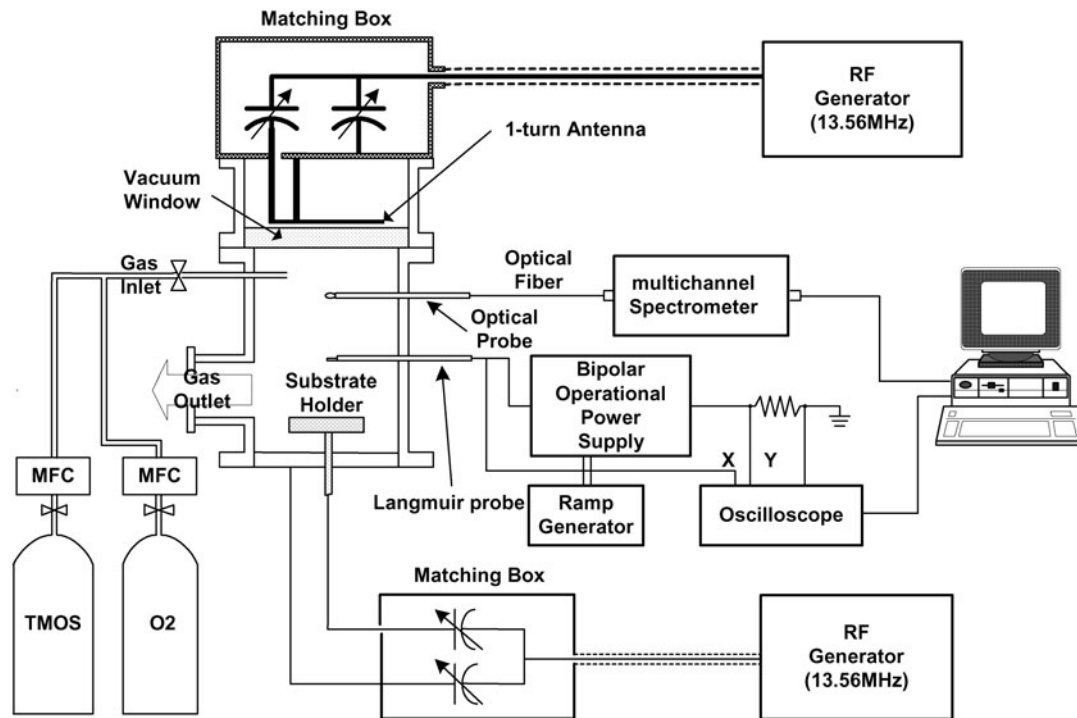 Matching Box
RF
Generator
(13.56MHz)
1-turn Antenna
Vacuum
Window
Gas
Inlet
Optical
Fiber
multichannel
Spectrometer
Optical
Probe
Gas
Outlet
Substrate
Holder
Bipolar
Operational
Power
Supply
X
Y
MFC
MFC
Langmuir probe
Ramp
Generator
Oscilloscope
Matching Box
TMOS
O2
RF
Generator
(13.56MHz)